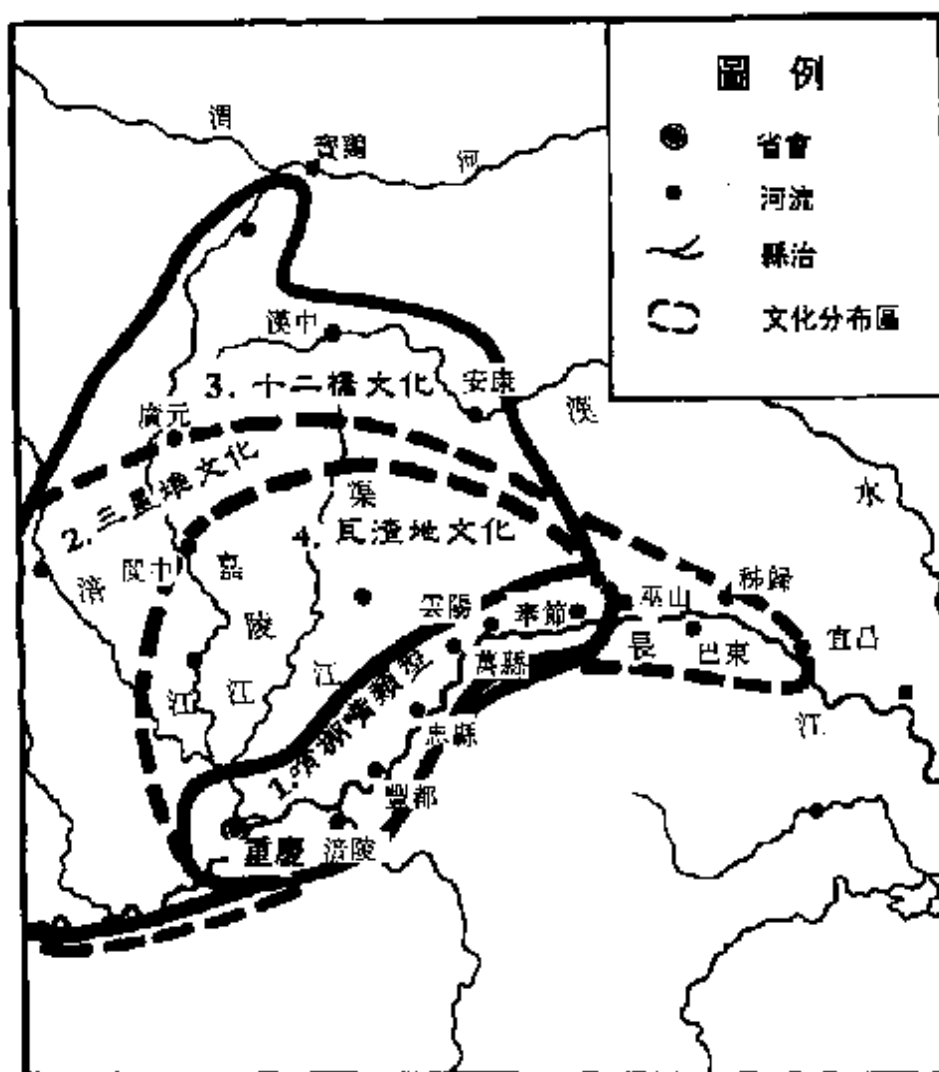 圖 例
省會
河流
縣治
文化分布區
渭
河
寶鷄
漢中
3. 十二橋文化
安康
漢
水
廣元
2. 三星堆文化
渠
4. 瓦渣地文化
閬中
嘉
涪
陵
江
江
江
雲陽
奉節
巫山
秭歸
長
巴東
宜昌
萬縣
江
忠縣
豐都
重慶
涪陵